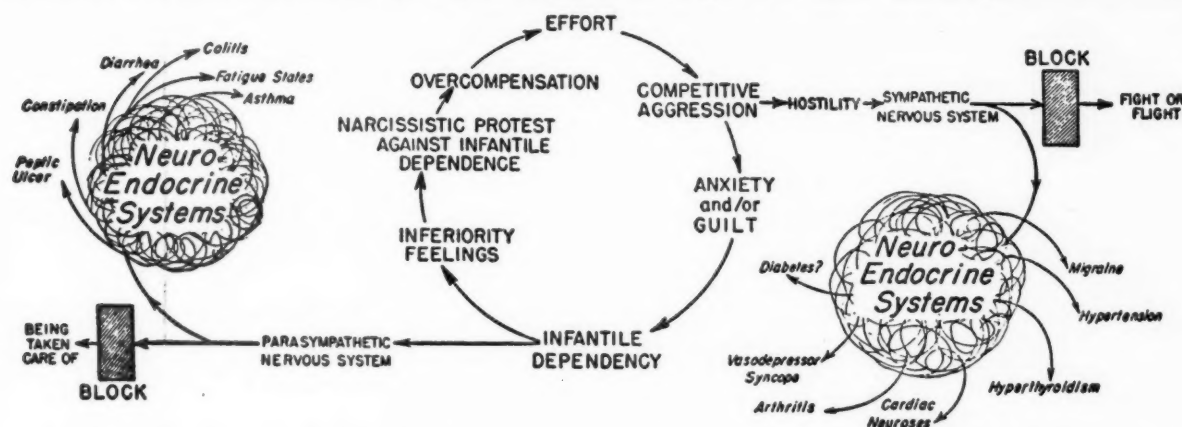 EFFORT
OVERCOMPENSATION
NARCISSISTIC PROTEST
AGAINST INFANTILE
DEPENDENCE
INFERIORITY
FEELINGS
INFANTILE
DEPENDENCY
ANXIETY
and/or
GUILT
COMPETITIVE
AGGRESSION
HOSTILITY
SYMPATHETIC
NERVOUS SYSTEM
BLOCK
FIGHT OR
FLIGHT
Neuro-
Endocrine
Systems
Migraine
Hypertension
Hyperthyroidism
Cardiac
Neuroses
Arthritis
Vasodepressor
Syncope
Diabetes?
PARASYMPATHETIC
NERVOUS SYSTEM
BLOCK
BEING
TAKEN
CARE OF
Neuro-
Endocrine
Systems
Peptic
Ulcer
Constipation
Diarrhea
Colitis
Fatigue States
Asthma